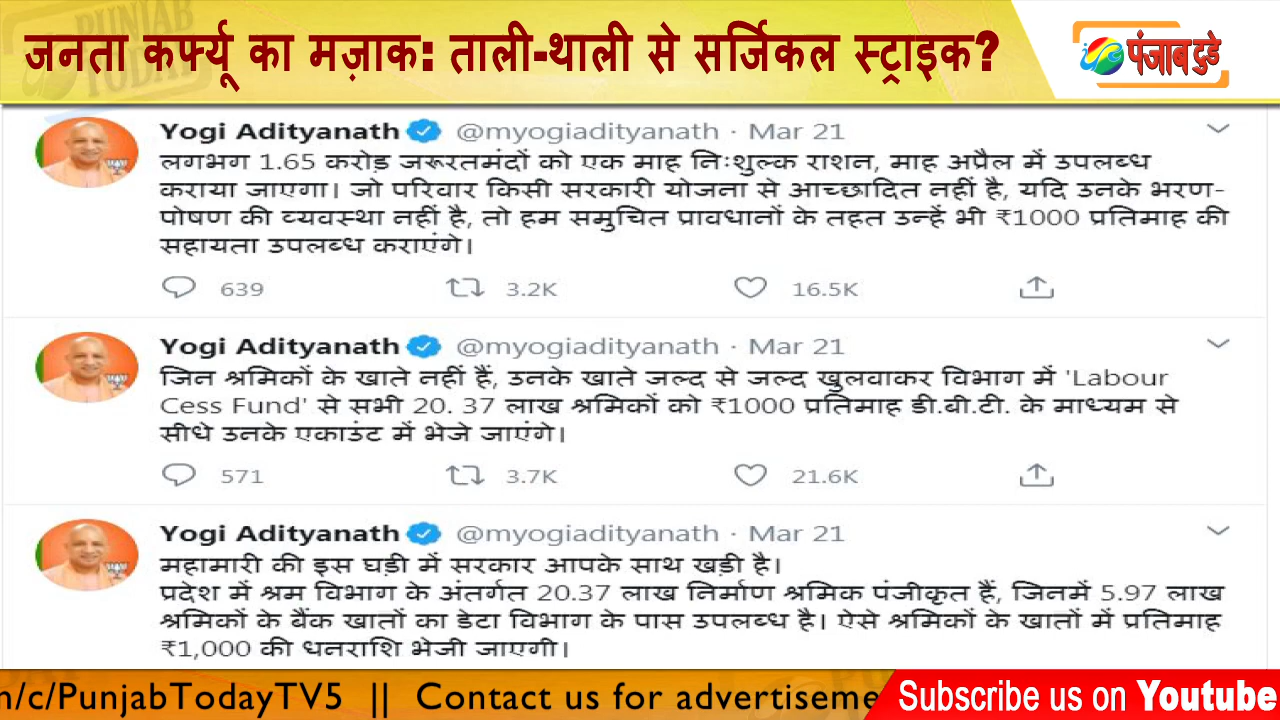 जनता कर्फ्यू का मज़ाक: ताली-थाली से सर्जिकल स्ट्राइक?
पंजाब टुडे
PUNJAB
TODAY
Yogi Adityanath @myogiadityanath · Mar 21
लगभग 1.65 करोड़ जरूरतमंदों को एक माह निःशुल्क राशन, माह अप्रैल में उपलब्ध
कराया जाएगा। जो परिवार किसी सरकारी योजना से आच्छादित नहीं है, यदि उनके भरण-
पोषण की व्यवस्था नहीं है, तो हम समुचित प्रावधानों के तहत उन्हें भी ₹1000 प्रतिमाह की
सहायता उपलब्ध कराएंगे।
639 3.2K 16.5K
Yogi Adityanath @myogiadityanath · Mar 21
जिन श्रमिकों के खाते नहीं हैं, उनके खाते जल्द से जल्द खुलवाकर विभाग में 'Labour
Cess Fund' से सभी 20. 37 लाख श्रमिकों को ₹1000 प्रतिमाह डी.बी.टी. के माध्यम से
सीधे उनके एकाउंट में भेजे जाएंगे।
571 3.7K 21.6K
Yogi Adityanath @myogiadityanath · Mar 21
महामारी की इस घड़ी में सरकार आपके साथ खड़ी है।
प्रदेश में श्रम विभाग के अंतर्गत 20.37 लाख निर्माण श्रमिक पंजीकृत हैं, जिनमें 5.97 लाख
श्रमिकों के बैंक खातों का डेटा विभाग के पास उपलब्ध है। ऐसे श्रमिकों के खातों में प्रतिमाह
₹1,000 की धनराशि भेजी जाएगी।
n/c/PunjabTodayTV5 || Contact us for advertiseme
Subscribe us on Youtube